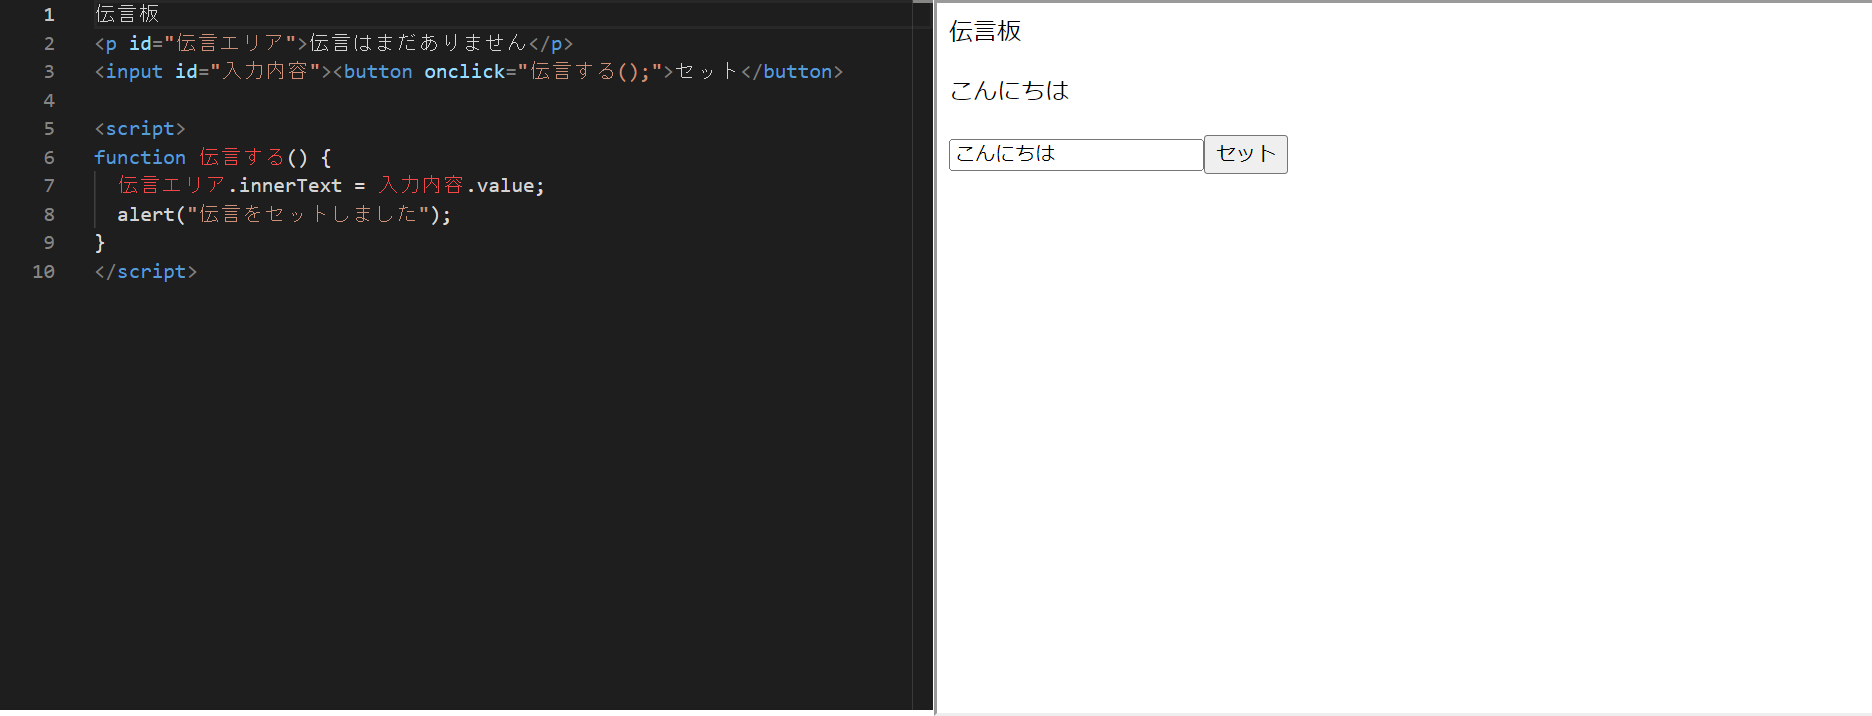 1 伝言板
2 <p id="伝言エリア">伝言はまだありません</p>
3 <input id="入力内容"><button onclick="伝言する();">セット</button>
4
5 <script>
6 function 伝言する() {
7   伝言エリア.innerText = 入力内容.value;
8   alert("伝言をセットしました");
9 }
10 </script>
伝言板
こんにちは
こんにちは セット